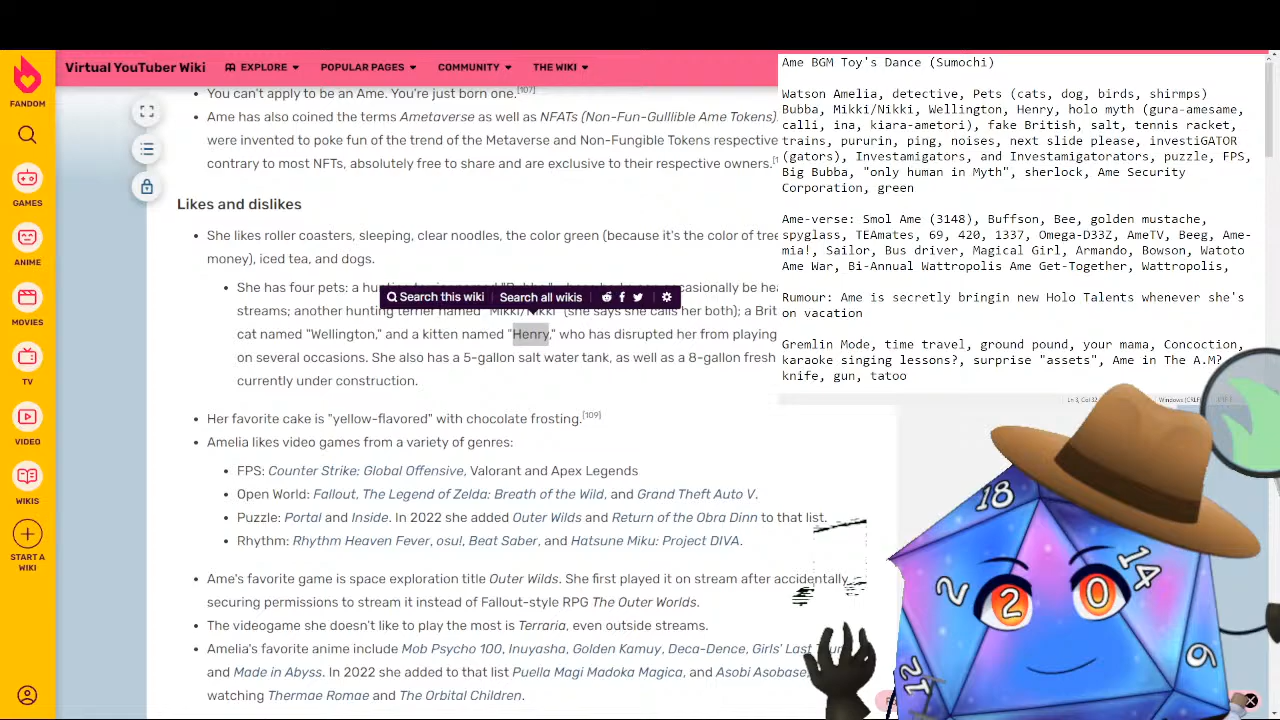 Virtual YouTuber Wiki
EXPLORE
POPULAR PAGES
COMMUNITY
THE WIKI
FANDOM
GAMES
ANIME
MOVIES
TV
VIDEO
WIKIS
START A
WIKI
You can't apply to be an Ame. You're just born one.[107]
Ame has also coined the terms Ametaverse as well as NFATs (Non-Fun-Gulllible Ame Tokens).
were invented to poke fun of the trend of the Metaverse and Non-Fungible Tokens respective
contrary to most NFTs, absolutely free to share and are exclusive to their respective owners.
Likes and dislikes
She likes roller coasters, sleeping, clear noodles, the color green (because it's the color of tree
money), iced tea, and dogs.
She has four pets: a
Search this wiki
Search all wikis
streams; another hunting terrier named "Mikki/Nikki" (she says she calls her both); a Brit
cat named "Wellington," and a kitten named "Henry," who has disrupted her from playing
on several occasions. She also has a 5-gallon salt water tank, as well as a 8-gallon fresh
currently under construction.
Her favorite cake is "yellow-flavored" with chocolate frosting.[109]
Amelia likes video games from a variety of genres:
FPS: Counter Strike: Global Offensive, Valorant and Apex Legends
Open World: Fallout, The Legend of Zelda: Breath of the Wild, and Grand Theft Auto V.
Puzzle: Portal and Inside. In 2022 she added Outer Wilds and Return of the Obra Dinn to that list.
Rhythm: Rhythm Heaven Fever, osu!, Beat Saber, and Hatsune Miku: Project DIVA.
Ame's favorite game is space exploration title Outer Wilds. She first played it on stream after accidentally
securing permissions to stream it instead of Fallout-style RPG The Outer Worlds.
The videogame she doesn't like to play the most is Terraria, even outside streams.
Amelia's favorite anime include Mob Psycho 100, Inuyasha, Golden Kamuy, Deca-Dence, Girls' Last
and Made in Abyss. In 2022 she added to that list Puella Magi Madoka Magica, and Asobi Asobase,
watching Thermae Romae and The Orbital Children.
Ame BGM Toy's Dance (Sumochi)
Watson Amelia, detective, Pets (cats, dog, birds, shirmps)
Bubba, Mikki/Nikki, Wellington, Henry, holo myth (gura-amesame,
calli, ina, kiara-ametori), fake British, salt, tennis racket,
trains, pururin, ping, noises, next slide please, investiGATOR
(gators)), Investamigators, and Investamigators, puzzle, FPS,
Big Bubba, "only human in Myth", sherlock, Ame Security
Corporation, green
Ame-verse: Smol Ame (3148), Buffson, Bee, golden mustache,
spyglass, TEAmates, 69, 420, 1337, Omega-D33Z, AmeTV, Beeg, Ame-
mia!, Sailor, Bus driver, Magical Girl, Armando, Bowson, Watoto
Ame War, Bi-Annual Wattropolis Ame Get-Together, Wattropolis,
Rumour: Ame is secretly bringing new Holo Talents whenever she's
on vacation
Gremlin Mode, time travel, ground pound, your mama, Comedy,
karaoke singing lessions?, surprise "assets", Ame in The A.M?
knife, gun, tatoo
18
14
2
2
0
12
9